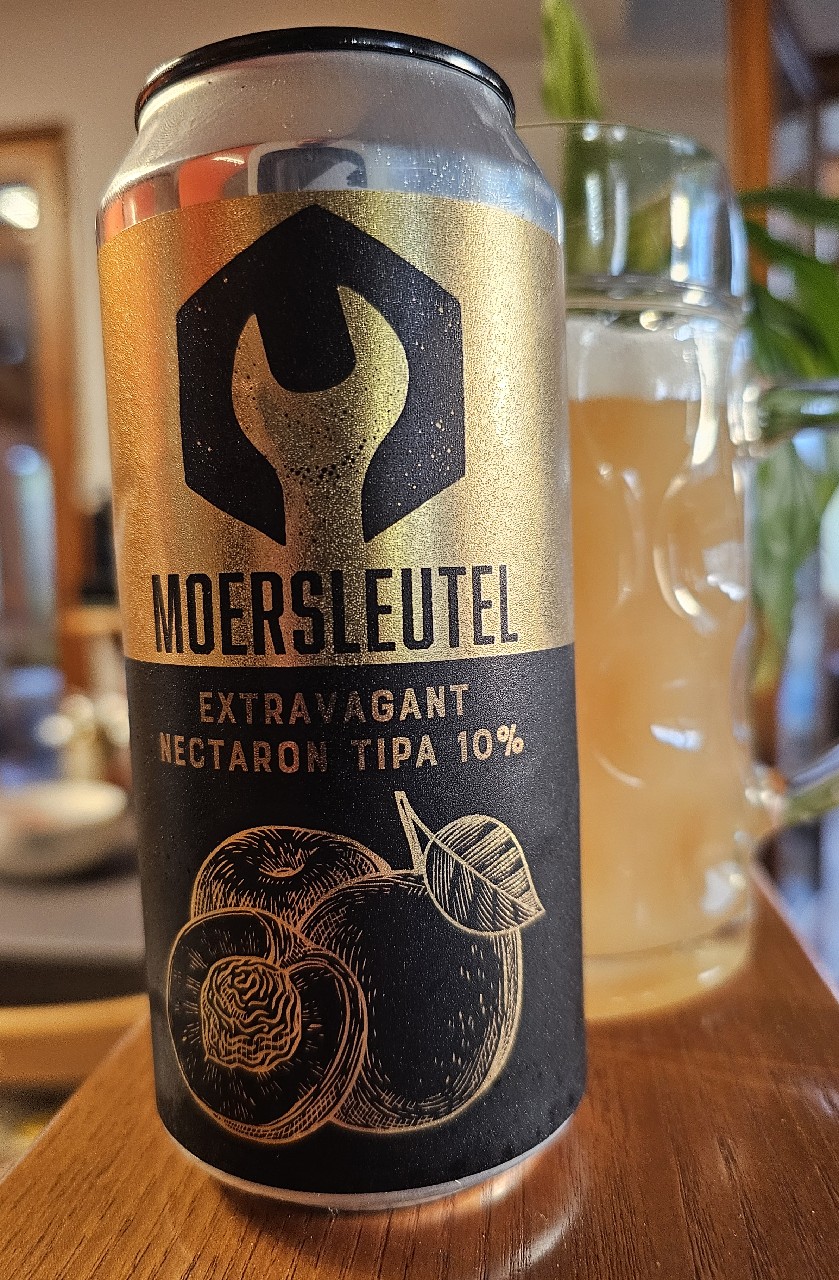 MOERSLEUTEL
EXTRAVAGANT
NECTARON TIPA 10%